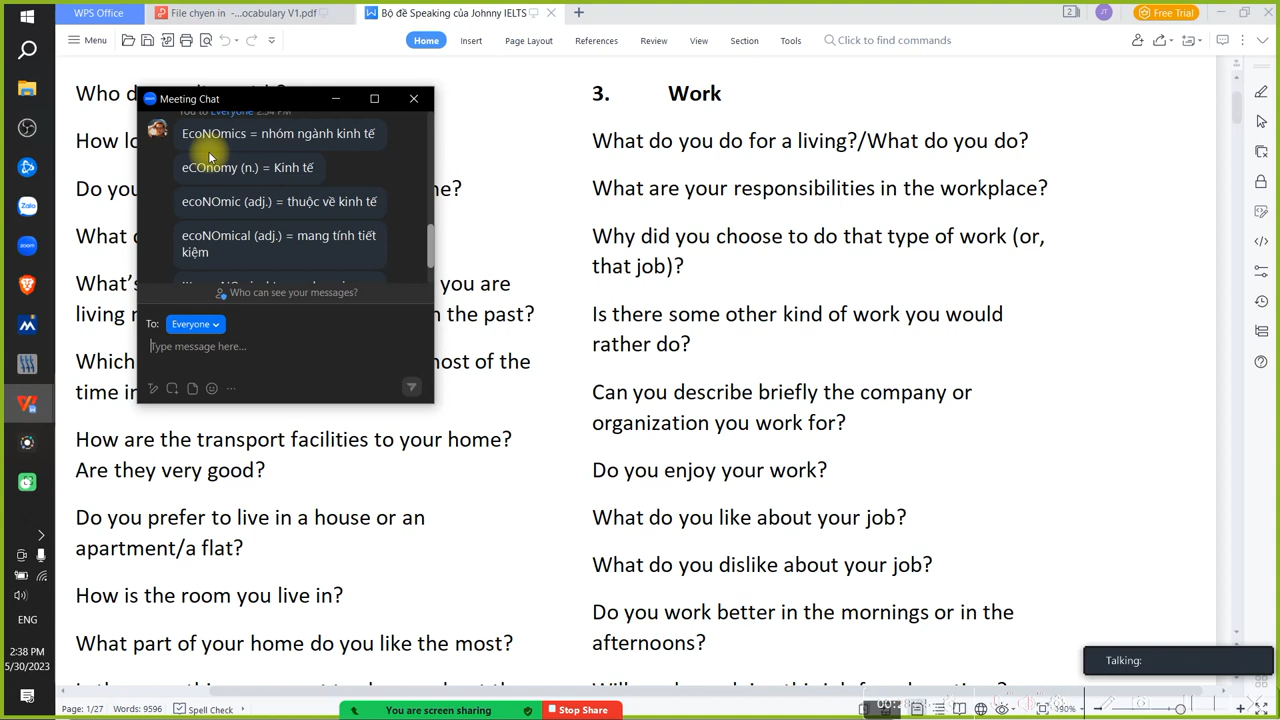 WPS Office
File chyen in -...ocabulary V1.pdf
Bộ đề Speaking của Johnny IELTS
2
JT
Free Trial
Menu
Home
Insert
Page Layout
References
Review
View
Section
Tools
Click to find commands
Meeting Chat
EcoNOmics = nhóm ngành kinh tế
eCOnomy (n.) = Kinh tế
ecoNOmic (adj.) = thuộc về kinh tế
ecoNOmical (adj.) = mang tính tiết
kiệm
Who can see your messages?
To: Everyone
Type message here...
Who d
How lo
Do you
me?
What
What's
you are
living
n the past?
Which
most of the
time i
How are the transport facilities to your home?
Are they very good?
Do you prefer to live in a house or an
apartment/a flat?
How is the room you live in?
What part of your home do you like the most?
3. Work
What do you do for a living?/What do you do?
What are your responsibilities in the workplace?
Why did you choose to do that type of work (or,
that job)?
Is there some other kind of work you would
rather do?
Can you describe briefly the company or
organization you work for?
Do you enjoy your work?
What do you like about your job?
What do you dislike about your job?
Do you work better in the mornings or in the
afternoons?
Talking:
Zalo
zoom
ENG
2:38 PM
5/30/2023
Page: 1/27
Words: 9596
Spell Check
You are screen sharing
Stop Share
190%